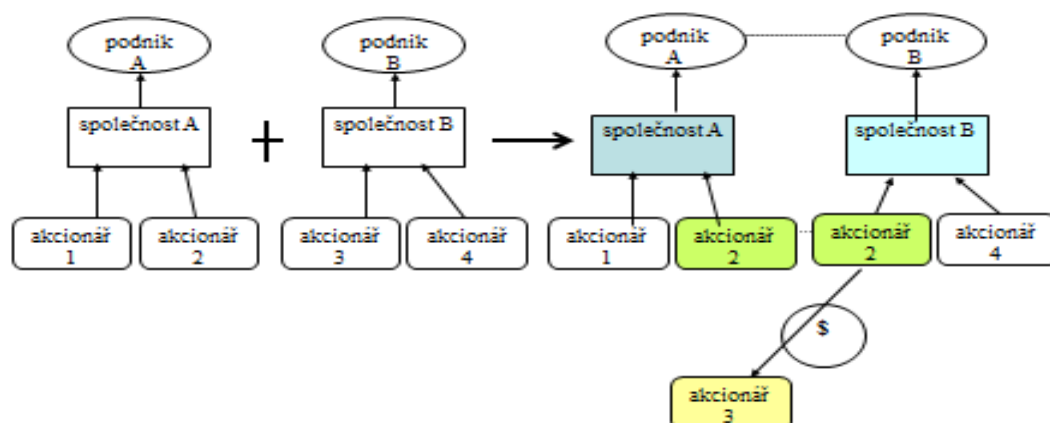 podnik
A
podnik
B
podnik
A
podnik
B
společnost A
+
společnost B
společnost A
společnost B
akcionář
1
akcionář
2
akcionář
3
akcionář
4
akcionář
1
akcionář
2
akcionář
2
akcionář
4
$
akcionář
3